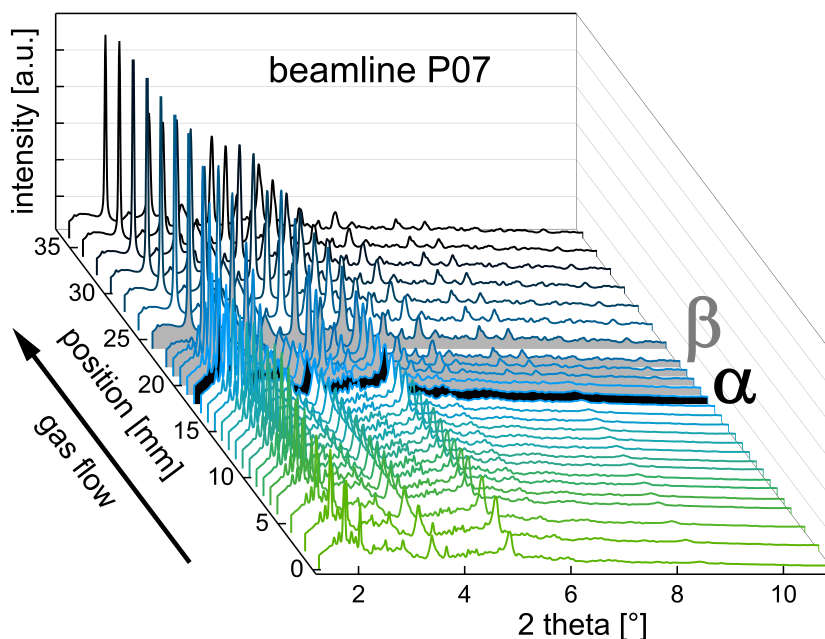 beamline P07
intensity [a.u.]
35
30
25
20
15
10
5
0
position [mm]
gas flow
β
α
2 4 6 8 10
2 theta [°]